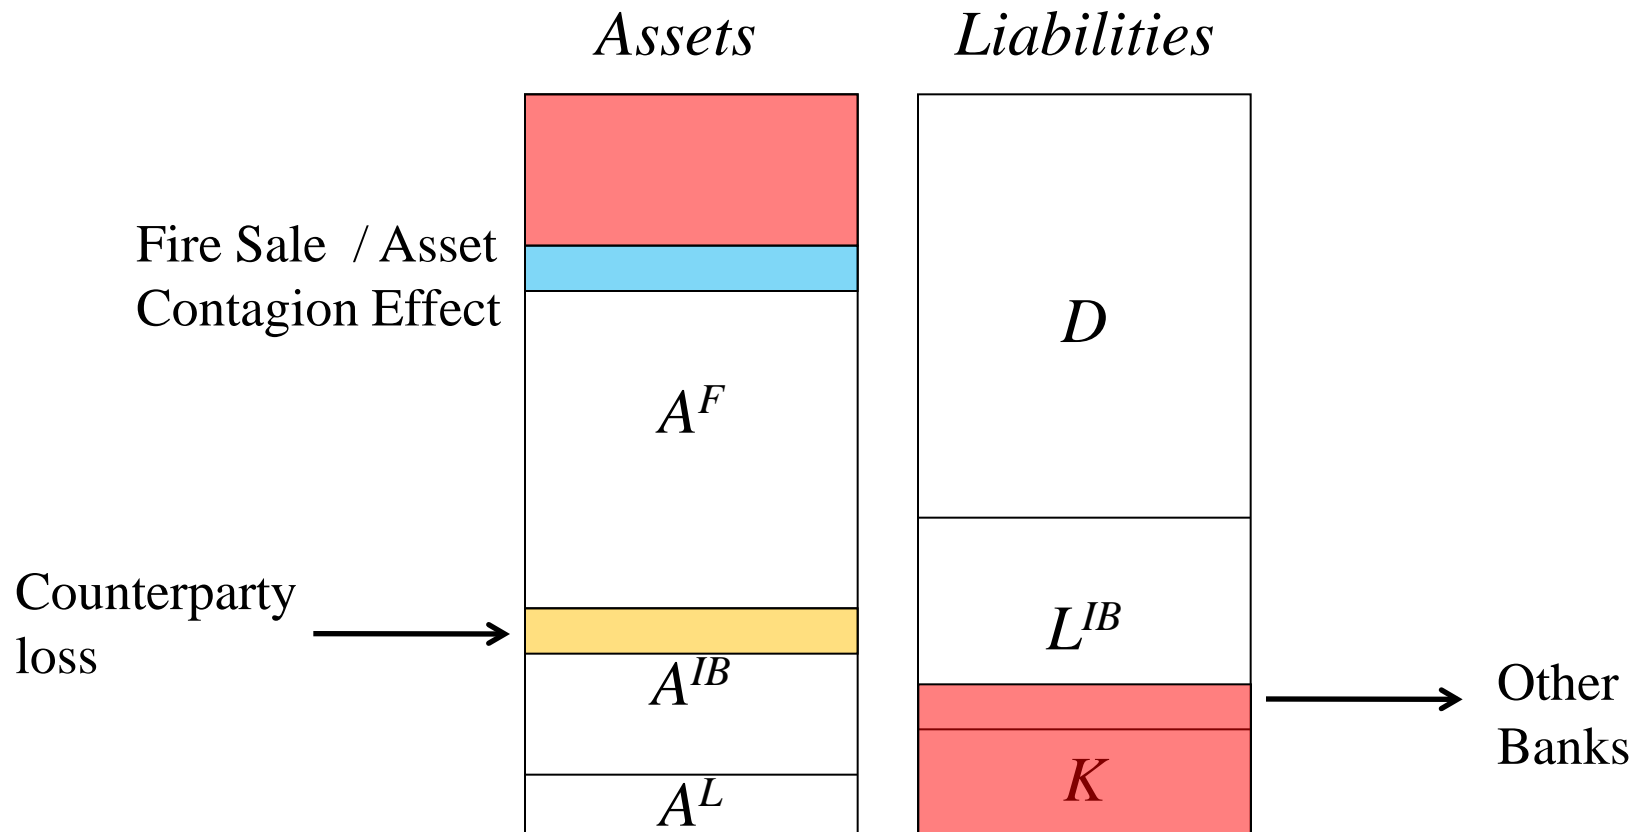 Assets
Liabilities
Fire Sale / Asset
Contagion Effect
D
A^F
Counterparty
loss
L^IB
A^IB
Other
Banks
K
A^L